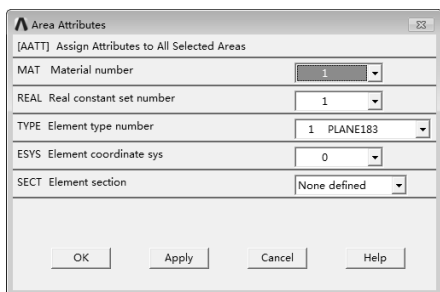 Area Attributes
[AATT] Assign Attributes to All Selected Areas
MAT Material number 1
REAL Real constant set number 1
TYPE Element type number 1 PLANE183
ESYS Element coordinate sys 0
SECT Element section None defined
OK Apply Cancel Help